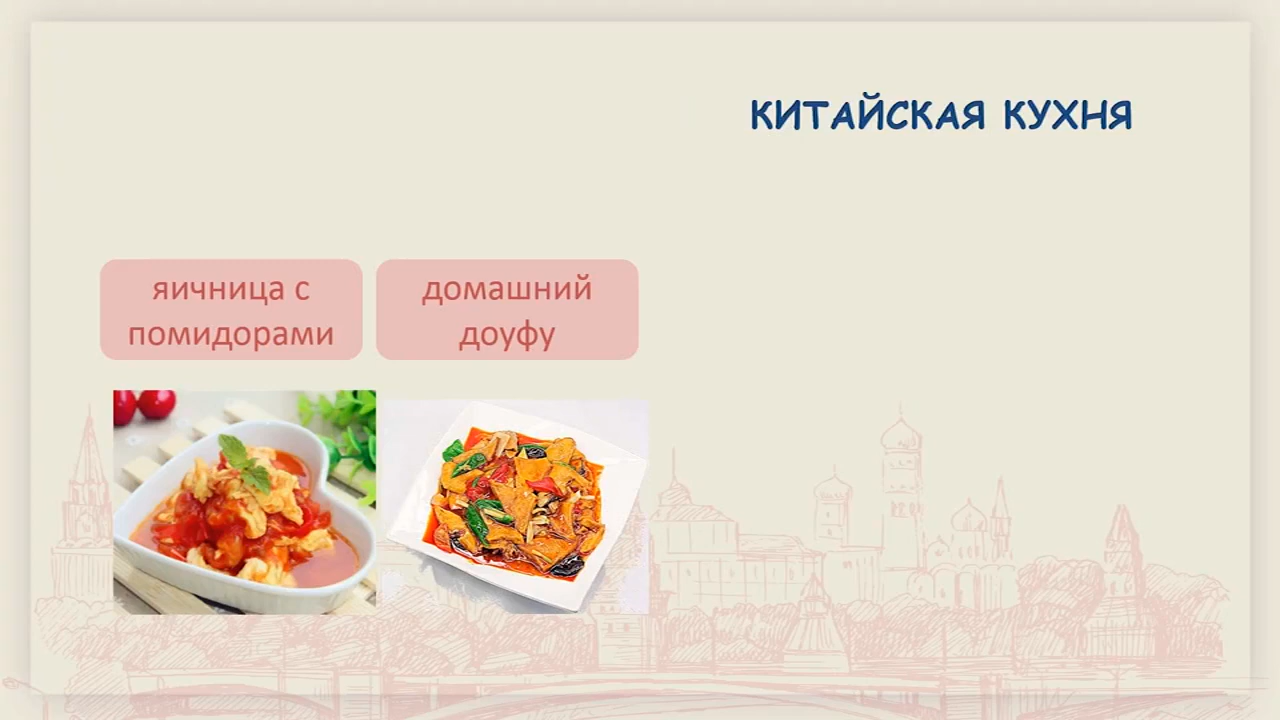 КИТАЙСКАЯ КУХНЯ
яичница с
помидорами
домашний
доуфу